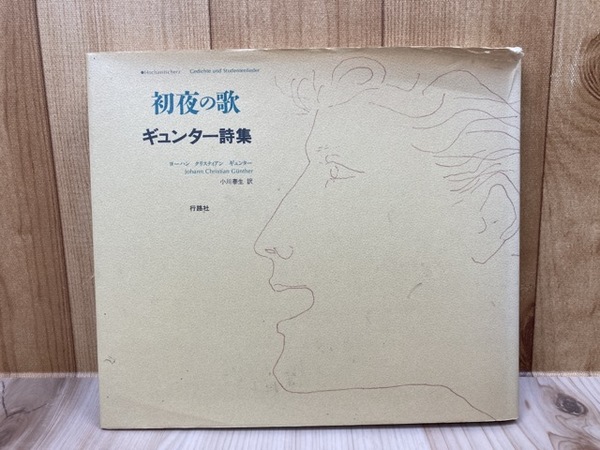 ■Hochzeitscherz Gedichte und Studentenlieder
初夜の歌
ギュンター詩集
ヨーハン クリスティアン ギュンター
Johann Christian Günther
小川泰生 訳
行路社